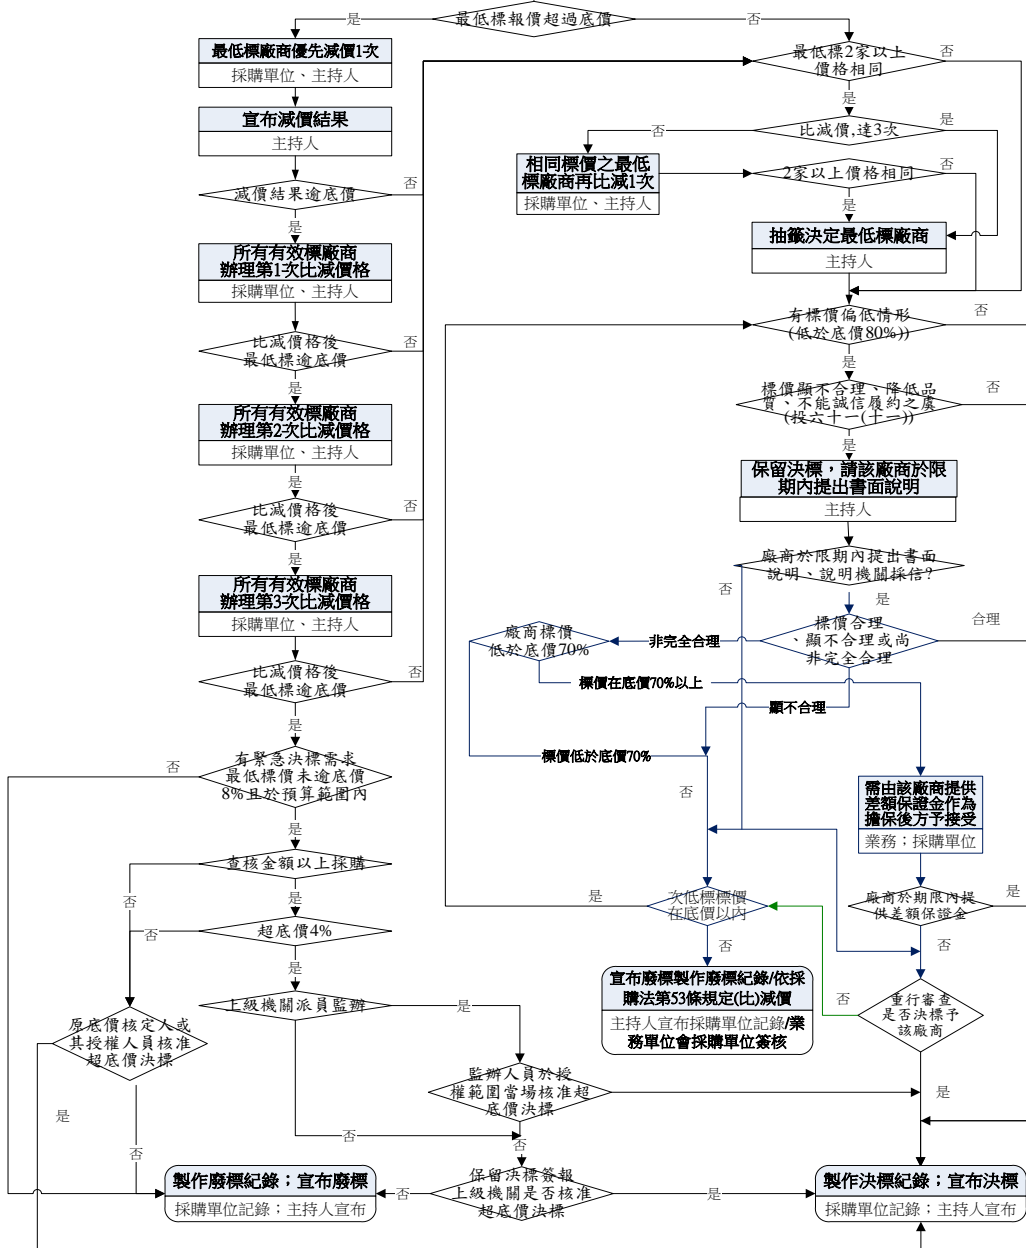 最低標報價超過底價
是
否
最低標廠商優先減價1次
採購單位、主持人
宣布減價結果
主持人
減價結果逾底價
否
是
所有有效標廠商
辦理第1次比減價格
採購單位、主持人
比減價格後
最低標逾底價
否
是
所有有效標廠商
辦理第2次比減價格
採購單位、主持人
比減價格後
最低標逾底價
否
是
所有有效標廠商
辦理第3次比減價格
採購單位、主持人
比減價格後
最低標逾底價
否
是
有緊急決標需求
最低標價未逾底價
8%且於預算範圍內
否
是
查核金額以上採購
否
是
超底價4%
否
是
上級機關派員監辦
是
否
原底價核定人或
其授權人員核准
超底價決標
是
否
監辦人員於授
權範圍當場核准超
底價決標
否
製作廢標紀錄；宣布廢標
採購單位記錄；主持人宣布
保留決標簽報
上級機關是否核准
超底價決標
否
是
最低標2家以上
價格相同
否
是
比減價,達3次
否
是
相同標價之最低
標廠商再比減1次
採購單位、主持人
2家以上價格相同
否
是
抽籤決定最低標廠商
主持人
有標價偏低情形
(低於底價80%))
否
是
標價顯不合理、降低品
質、不能誠信履約之虞
(投六十一(十一))
否
是
保留決標，請該廠商於限
期內提出書面說明
主持人
廠商於限期內提出書面
說明、說明機關採信?
否
是
標價合理
、顯不合理或尚
非完全合理
合理
非完全合理
顯不合理
廠商標價
低於底價70%
標價在底價70%以上
標價低於底價70%
否
需由該廠商提供
差額保證金作為
擔保後方予接受
業務；採購單位
廠商於期限內提
供差額保證金
是
否
次低標標價
在底價以內
是
否
宣布廢標製作廢標紀錄/依採
購法第53條規定(比)減價
主持人宣布採購單位記錄/業
務單位會採購單位簽核
重行審查
是否決標予
該廠商
否
是
製作決標紀錄；宣布決標
採購單位記錄；主持人宣布